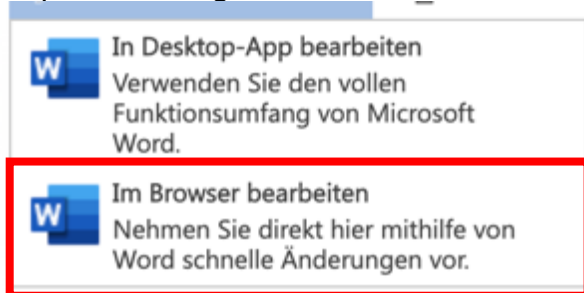 In Desktop-App bearbeiten
Verwenden Sie den vollen
Funktionsumfang von Microsoft
Word.
Im Browser bearbeiten
Nehmen Sie direkt hier mithilfe von
Word schnelle Änderungen vor.